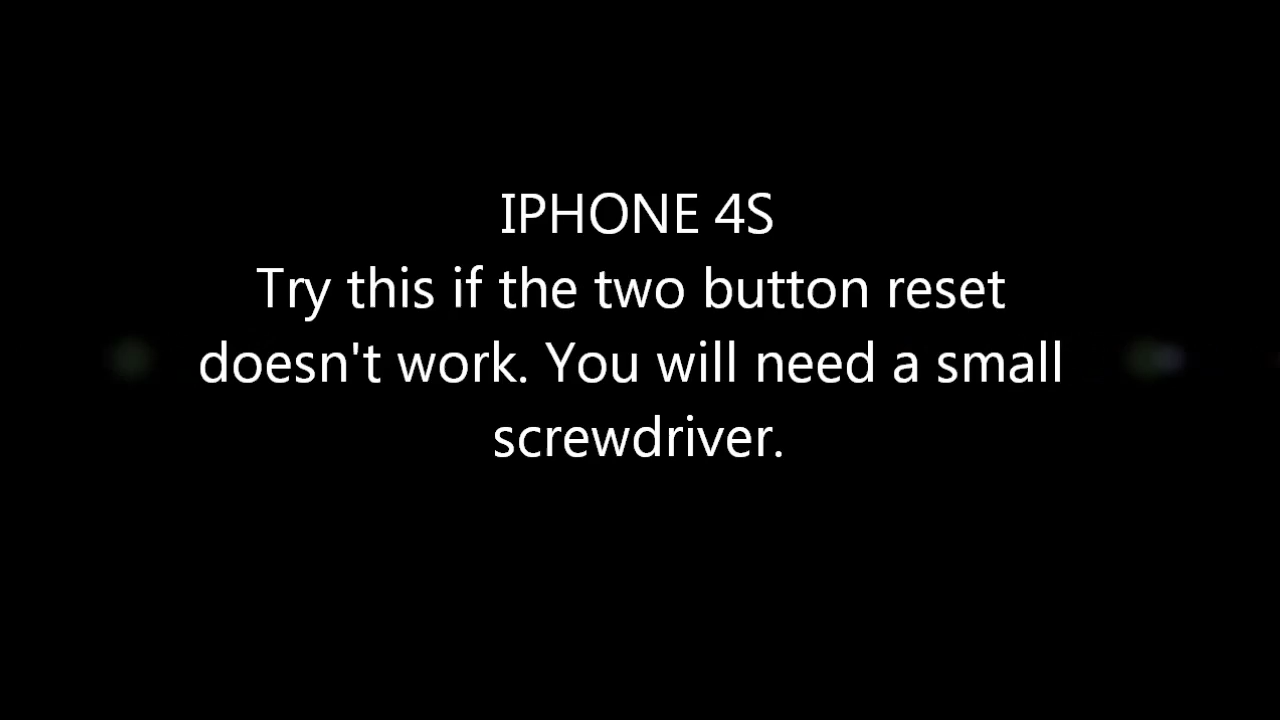 IPHONE 4S
Try this if the two button reset
doesn't work. You will need a small
screwdriver.